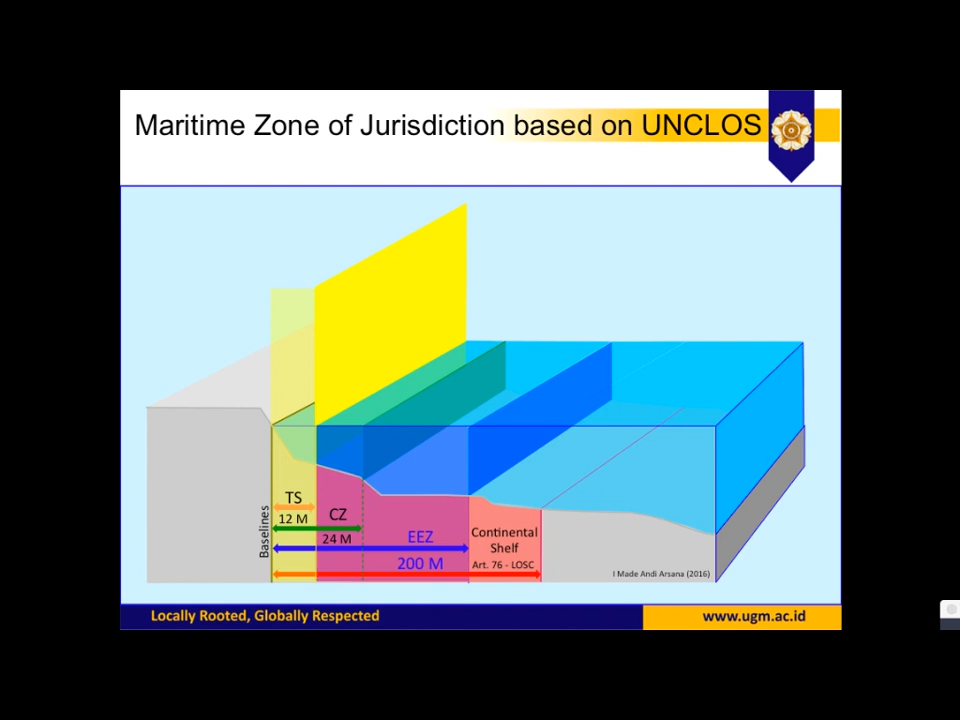 Maritime Zone of Jurisdiction based on UNCLOS
TS
12 M
CZ
24 M
Baselines
EEZ
200 M
Continental
Shelf
Art. 76 - LOSC
I Made Andi Arsana (2016)
Locally Rooted, Globally Respected
www.ugm.ac.id